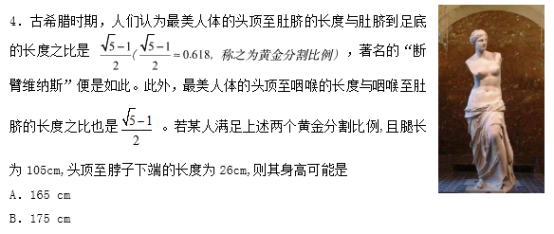 4. 古希腊时期，人们认为最美人体的头顶至肚脐的长度与肚脐到足底
的长度之比是 (√5-1)/2 ((√5-1)/2≈0.618, 称之为黄金分割比例)，著名的“断
臂维纳斯”便是如此。此外，最美人体的头顶至咽喉的长度与咽喉至肚
脐的长度之比也是 (√5-1)/2 。若某人满足上述两个黄金分割比例,且腿长
为 105cm,头顶至脖子下端的长度为 26cm,则其身高可能是
A. 165 cm
B. 175 cm